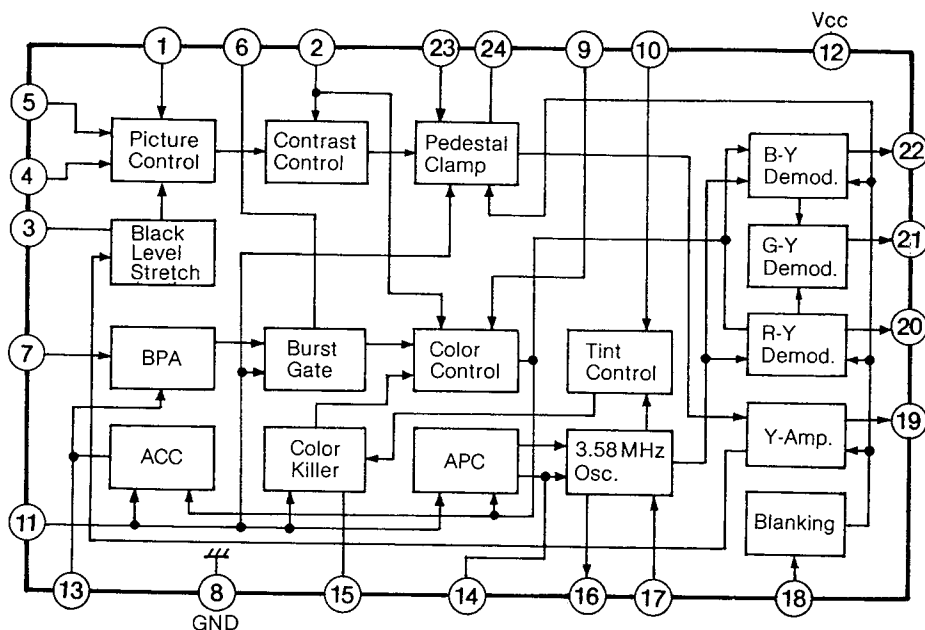 Vcc
1
6
2
23
24
9
10
12
5
4
3
7
11
Picture
Control
Contrast
Control
Pedestal
Clamp
B-Y
Demod.
22
Black
Level
Stretch
G-Y
Demod.
21
BPA
Burst
Gate
Color
Control
Tint
Control
R-Y
Demod.
20
ACC
Color
Killer
APC
3.58 MHz
Osc.
Y-Amp.
19
Blanking
13
8
GND
15
14
16
17
18